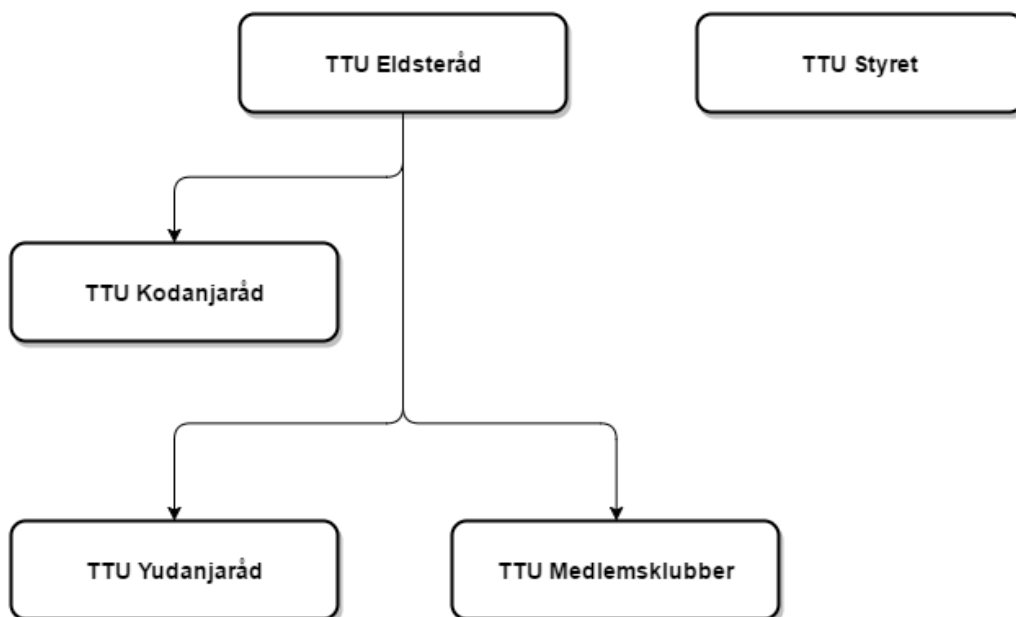 TTU Eldsteråd
TTU Styret
TTU Kodanjaråd
TTU Yudanjaråd
TTU Medlemsklubber